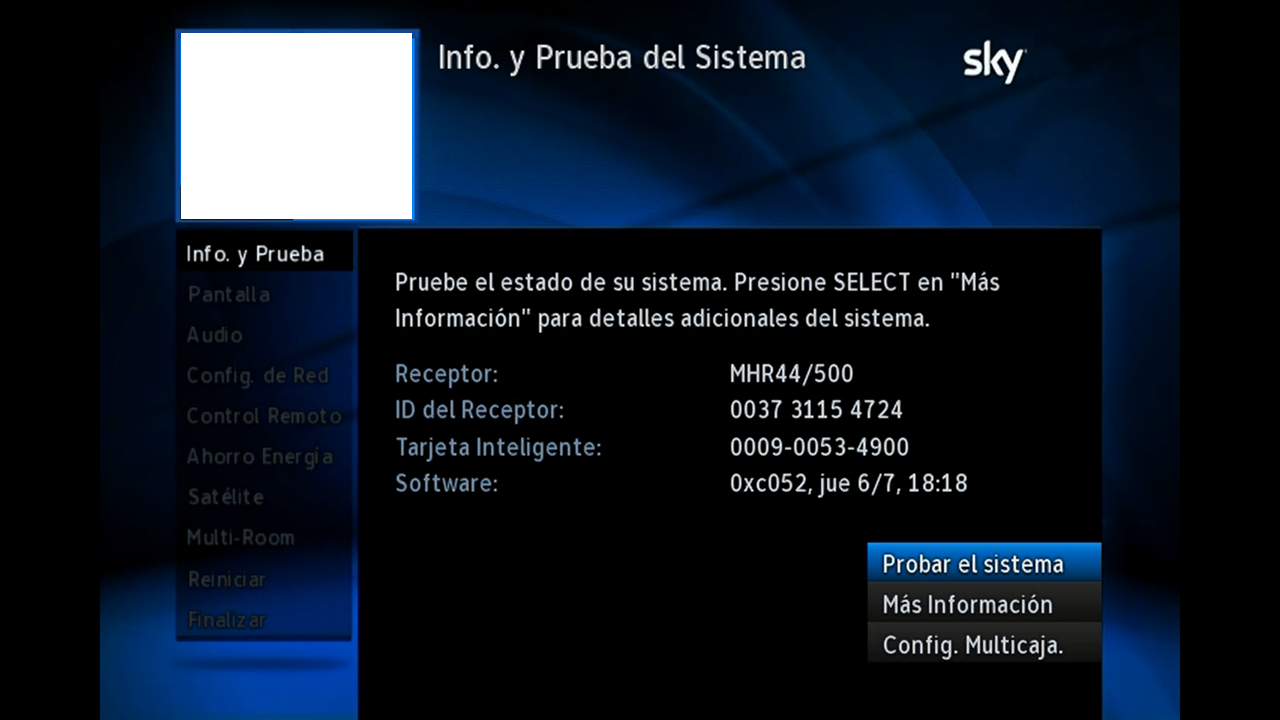 Info. y Prueba del Sistema
sky
Info. y Prueba
Pantalla
Audio
Config. de Red
Control Remoto
Ahorro Energía
Satélite
Multi-Room
Reiniciar
Finalizar
Pruebe el estado de su sistema. Presione SELECT en "Más
Información" para detalles adicionales del sistema.
Receptor: MHR44/500
ID del Receptor: 0037 3115 4724
Tarjeta Inteligente: 0009-0053-4900
Software: 0xc052, jue 6/7, 18:18
Probar el sistema
Más Información
Config. Multicaja.